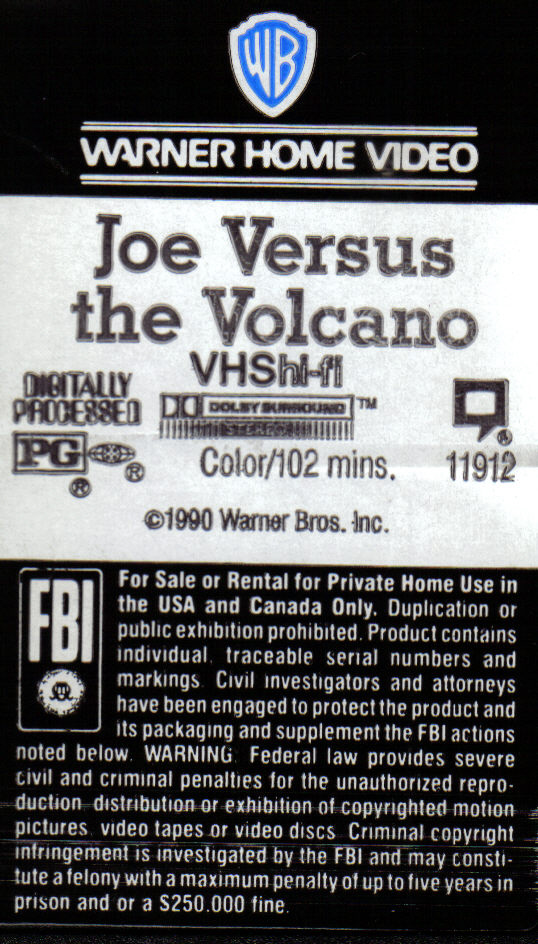 WB
WARNER HOME VIDEO
Joe Versus
the Volcano
VHS hi-fi
DIGITALLY
PROCESSED
DOLBY SURROUND TM
STEREO
PG ®
®
Color/102 mins.
11912
©1990 Warner Bros. Inc.
FBI
For Sale or Rental for Private Home Use in
the USA and Canada Only. Duplication or
public exhibition prohibited. Product contains
individual, traceable serial numbers and
markings. Civil investigators and attorneys
have been engaged to protect the product and
its packaging and supplement the FBI actions
noted below. WARNING: Federal law provides severe
civil and criminal penalties for the unauthorized repro-
duction, distribution or exhibition of copyrighted motion
pictures, video tapes or video discs. Criminal copyright
infringement is investigated by the FBI and may consti-
tute a felony with a maximum penalty of up to five years in
prison and or a $250.000 fine.